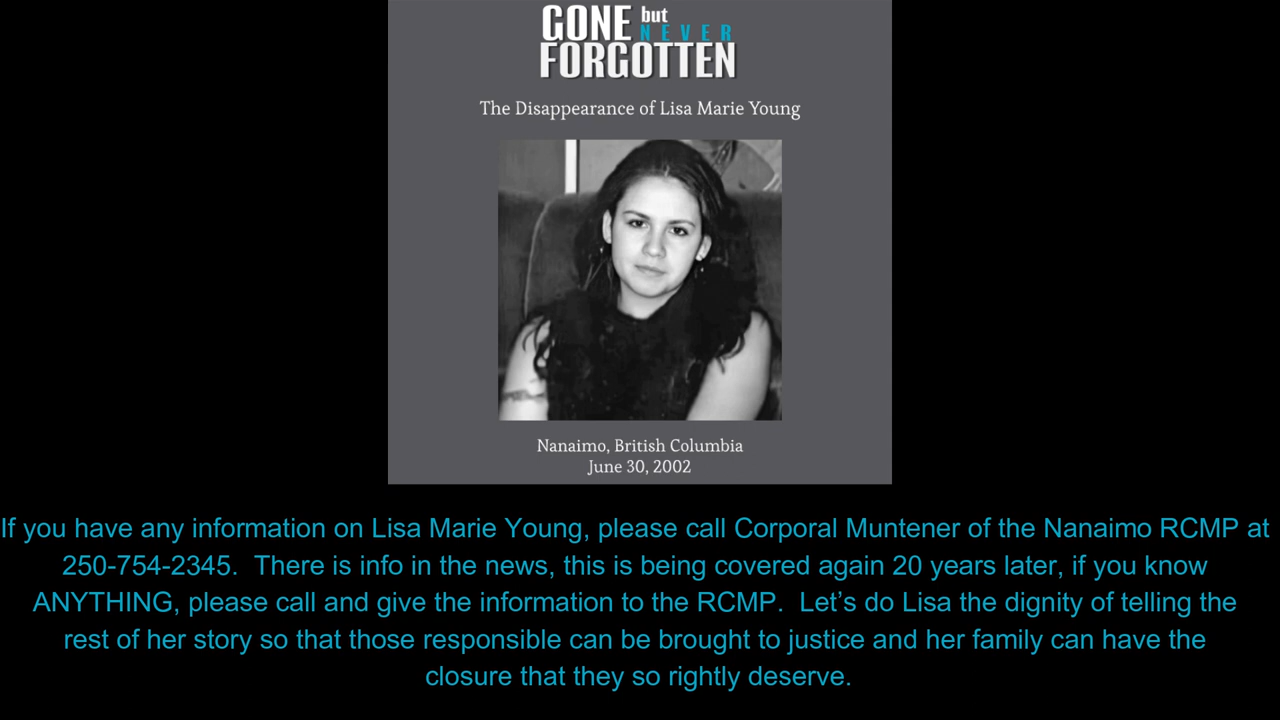 GONE but
NEVER
FORGOTTEN
The Disappearance of Lisa Marie Young
Nanaimo, British Columbia
June 30, 2002
If you have any information on Lisa Marie Young, please call Corporal Muntener of the Nanaimo RCMP at
250-754-2345.  There is info in the news, this is being covered again 20 years later, if you know
ANYTHING, please call and give the information to the RCMP.  Let’s do Lisa the dignity of telling the
rest of her story so that those responsible can be brought to justice and her family can have the
closure that they so rightly deserve.